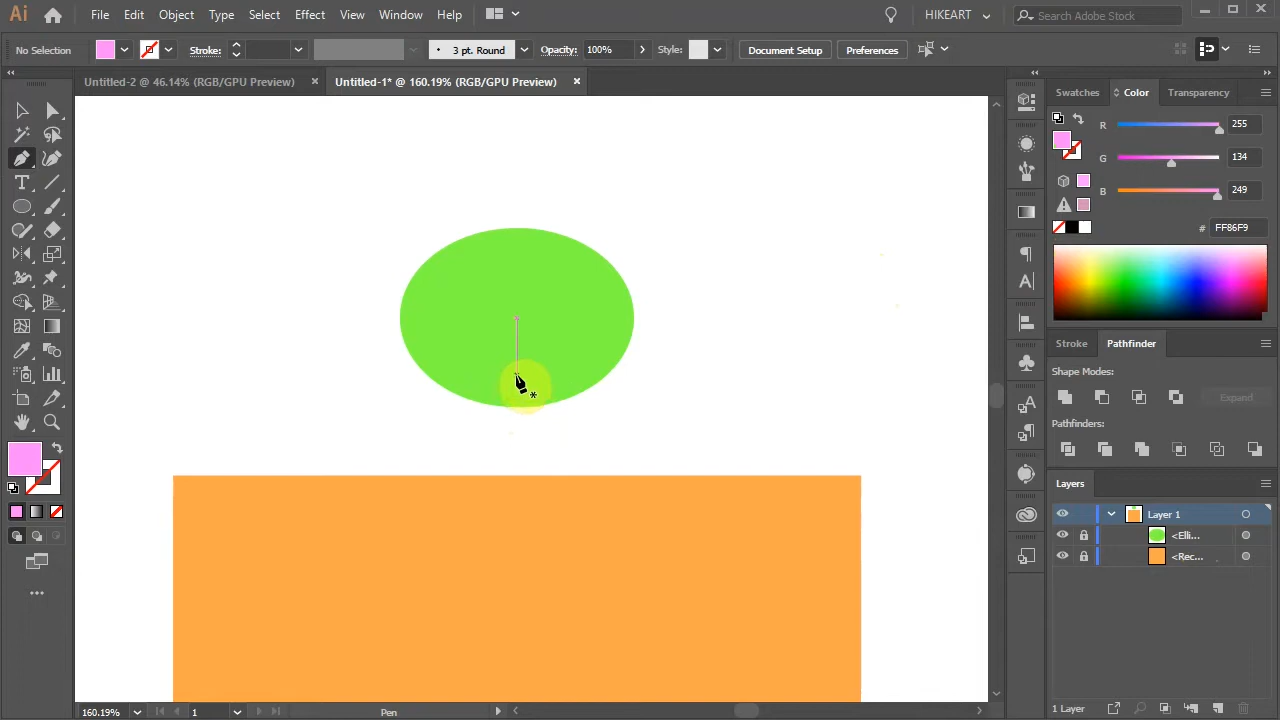 Ai File Edit Object Type Select Effect View Window Help HIKEART Search Adobe Stock
No Selection Stroke: 3 pt. Round Opacity: 100% Style: Document Setup Preferences
Untitled-2 @ 46.14% (RGB/GPU Preview) × Untitled-1* @ 160.19% (RGB/GPU Preview) ×
Swatches Color Transparency
R 255
G 134
B 249
# FF86F9
Stroke Pathfinder
Shape Modes:
Expand
Pathfinders:
Layers
Layer 1
<Elli...
<Rec...
160.19% 1 Pen 1 Layer